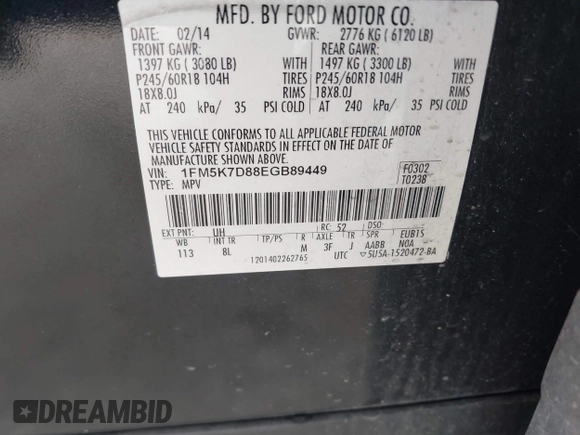 MFD. BY FORD MOTOR CO.
DATE: 02/14 GVWR: 2776 KG ( 6120 LB)
FRONT GAWR: REAR GAWR:
1397 KG ( 3080 LB) WITH 1497 KG ( 3300 LB) WITH
P245/60R18 104H TIRES P245/60R18 104H TIRES
18X8.0J RIMS 18X8.0J RIMS
AT 240 kPa/ 35 PSI COLD AT 240 kPa/ 35 PSI COLD
THIS VEHICLE CONFORMS TO ALL APPLICABLE FEDERAL MOTOR
VEHICLE SAFETY STANDARDS IN EFFECT ON THE DATE OF
MANUFACTURE SHOWN ABOVE.
VIN: 1FM5K7D88EGB89449 F0302
TYPE: MPV T0238
EXT PNT: UH RC: 52 DSO:
WB INT TR TP/PS R AXLE TR SPR EUB15
113 8L M 3F J AABB N0A
1201402262765 UTC ▽5U5A-1520472-BA
DREAMBID